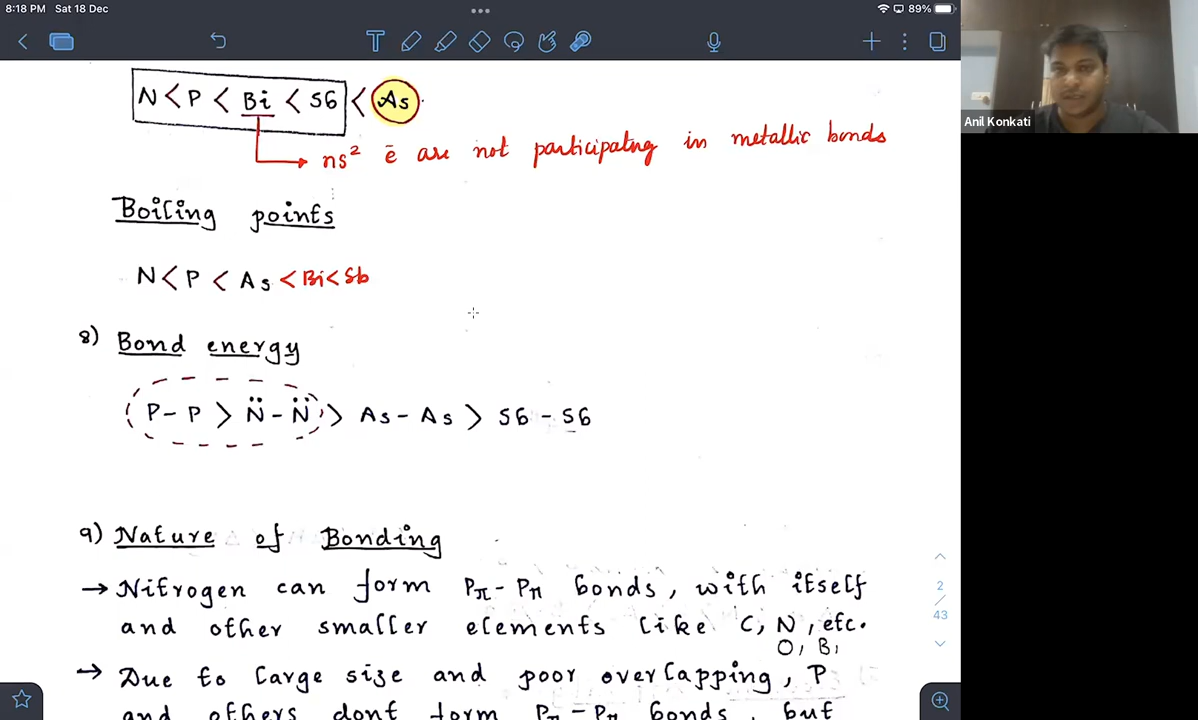 8:18 PM Sat 18 Dec
89%
Anil Konkati
N < P < Bi < Sb < As
ns² ē are not participating in metallic bonds
Boiling points
N < P < As < Bi < Sb
8) Bond energy
P - P > N̈ - N̈ > As - As > Sb - Sb
9) Nature of Bonding
→ Nitrogen can form Pπ - Pπ bonds, with itself
and other smaller elements like C, N, etc.
O, B,
→ Due to large size and poor overlapping, P
and others dont form Pπ - Pπ bonds, but
2
/
43